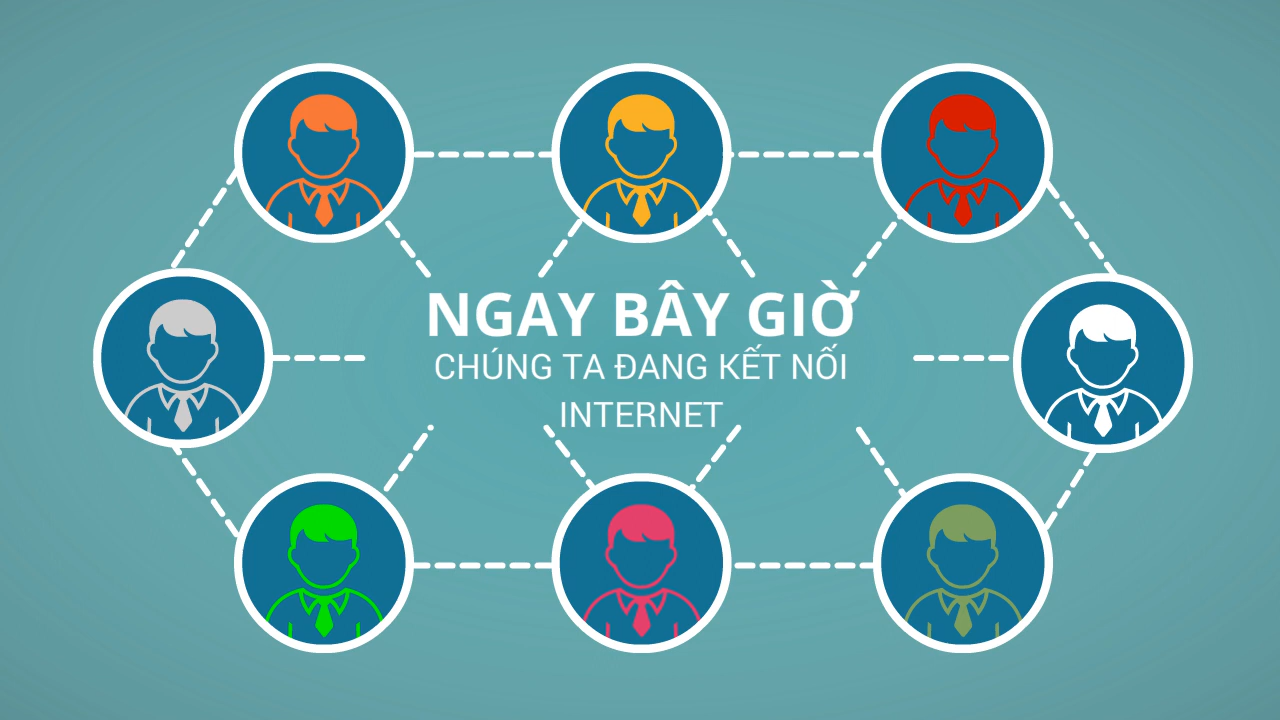 NGAY BÂY GIỜ
CHÚNG TA ĐANG KẾT NỐI
INTERNET